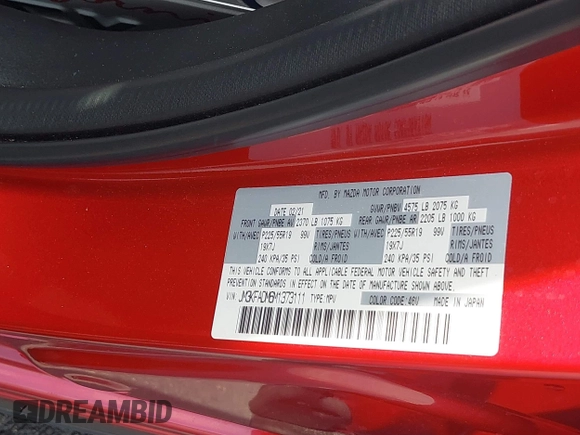 MFD. BY MAZDA MOTOR CORPORATION
DATE 03/21 GVWR/PNBV 4575 LB 2075 KG
FRONT GAWR/PNBE AV 2370 LB 1075 KG REAR GAWR/PNBE AR 2205 LB 1000 KG
WITH/AVEC P225/55R19 99V TIRES/PNEUS WITH/AVEC P225/55R19 99V TIRES/PNEUS
19X7J RIMS/JANTES 19X7J RIMS/JANTES
240 KPA/35 PSI COLD/A FROID 240 KPA/35 PSI COLD/A FROID
THIS VEHICLE CONFORMS TO ALL APPLICABLE FEDERAL MOTOR VEHICLE SAFETY AND THEFT
PREVENTION STANDARDS IN EFFECT ON THE DATE OF MANUFACTURE SHOWN ABOVE.
VIN: TYPE:MPV COLOR CODE:46V MADE IN JAPAN
DREAMBID